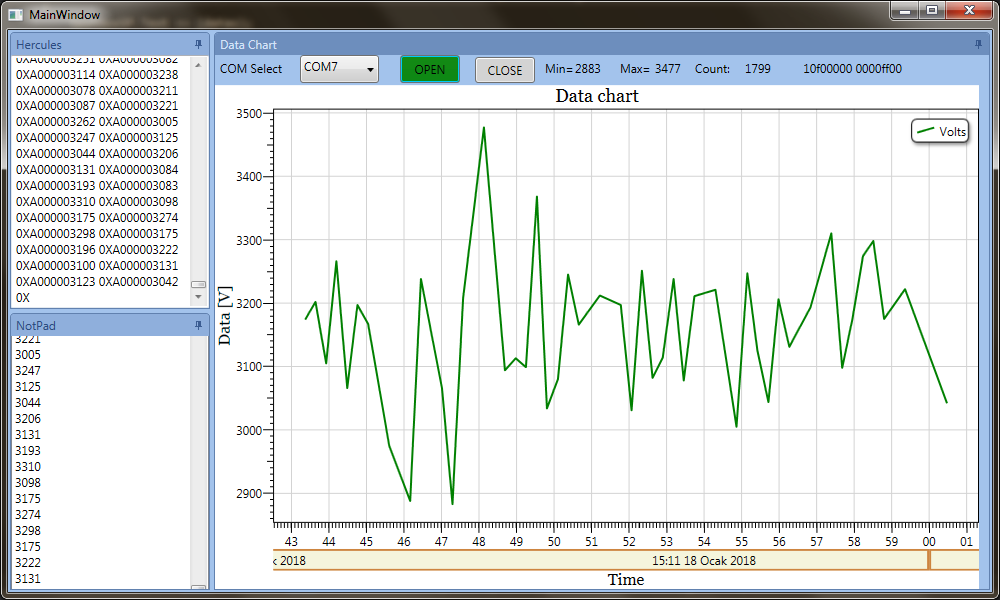 MainWindow
Hercules
0XA000003251 0XA000003082
0XA000003114 0XA000003238
0XA000003078 0XA000003211
0XA000003087 0XA000003221
0XA000003262 0XA000003005
0XA000003247 0XA000003125
0XA000003044 0XA000003206
0XA000003131 0XA000003084
0XA000003193 0XA000003083
0XA000003310 0XA000003098
0XA000003175 0XA000003274
0XA000003298 0XA000003175
0XA000003196 0XA000003222
0XA000003100 0XA000003131
0XA000003123 0XA000003042
0X
NotPad
3221
3005
3247
3125
3044
3206
3131
3193
3310
3098
3175
3274
3298
3175
3222
3131
Data Chart
COM Select COM7 OPEN CLOSE Min= 2883 Max= 3477 Count: 1799 10f00000 0000ff00
Data chart
Volts
Data [V]
3500
3400
3300
3200
3100
3000
2900
43 44 45 46 47 48 49 50 51 52 53 54 55 56 57 58 59 00 01
2018 15:11 18 Ocak 2018
Time